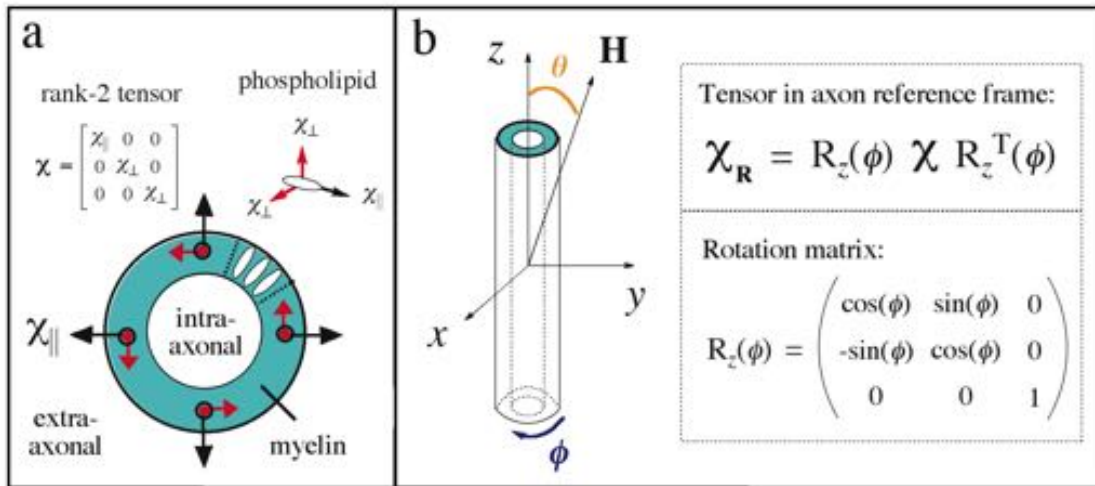 a
rank-2 tensor
phospholipid
χ = [ χ∥ 0 0
0 χ⊥ 0
0 0 χ⊥ ]
χ⊥
χ⊥
χ∥
χ∥
intra-
axonal
extra-
axonal
myelin
b
z
θ
H
y
x
ϕ
Tensor in axon reference frame:
χR = Rz(ϕ) χ RzT(ϕ)
Rotation matrix:
cos(ϕ) sin(ϕ) 0
Rz(ϕ) = -sin(ϕ) cos(ϕ) 0
0 0 1